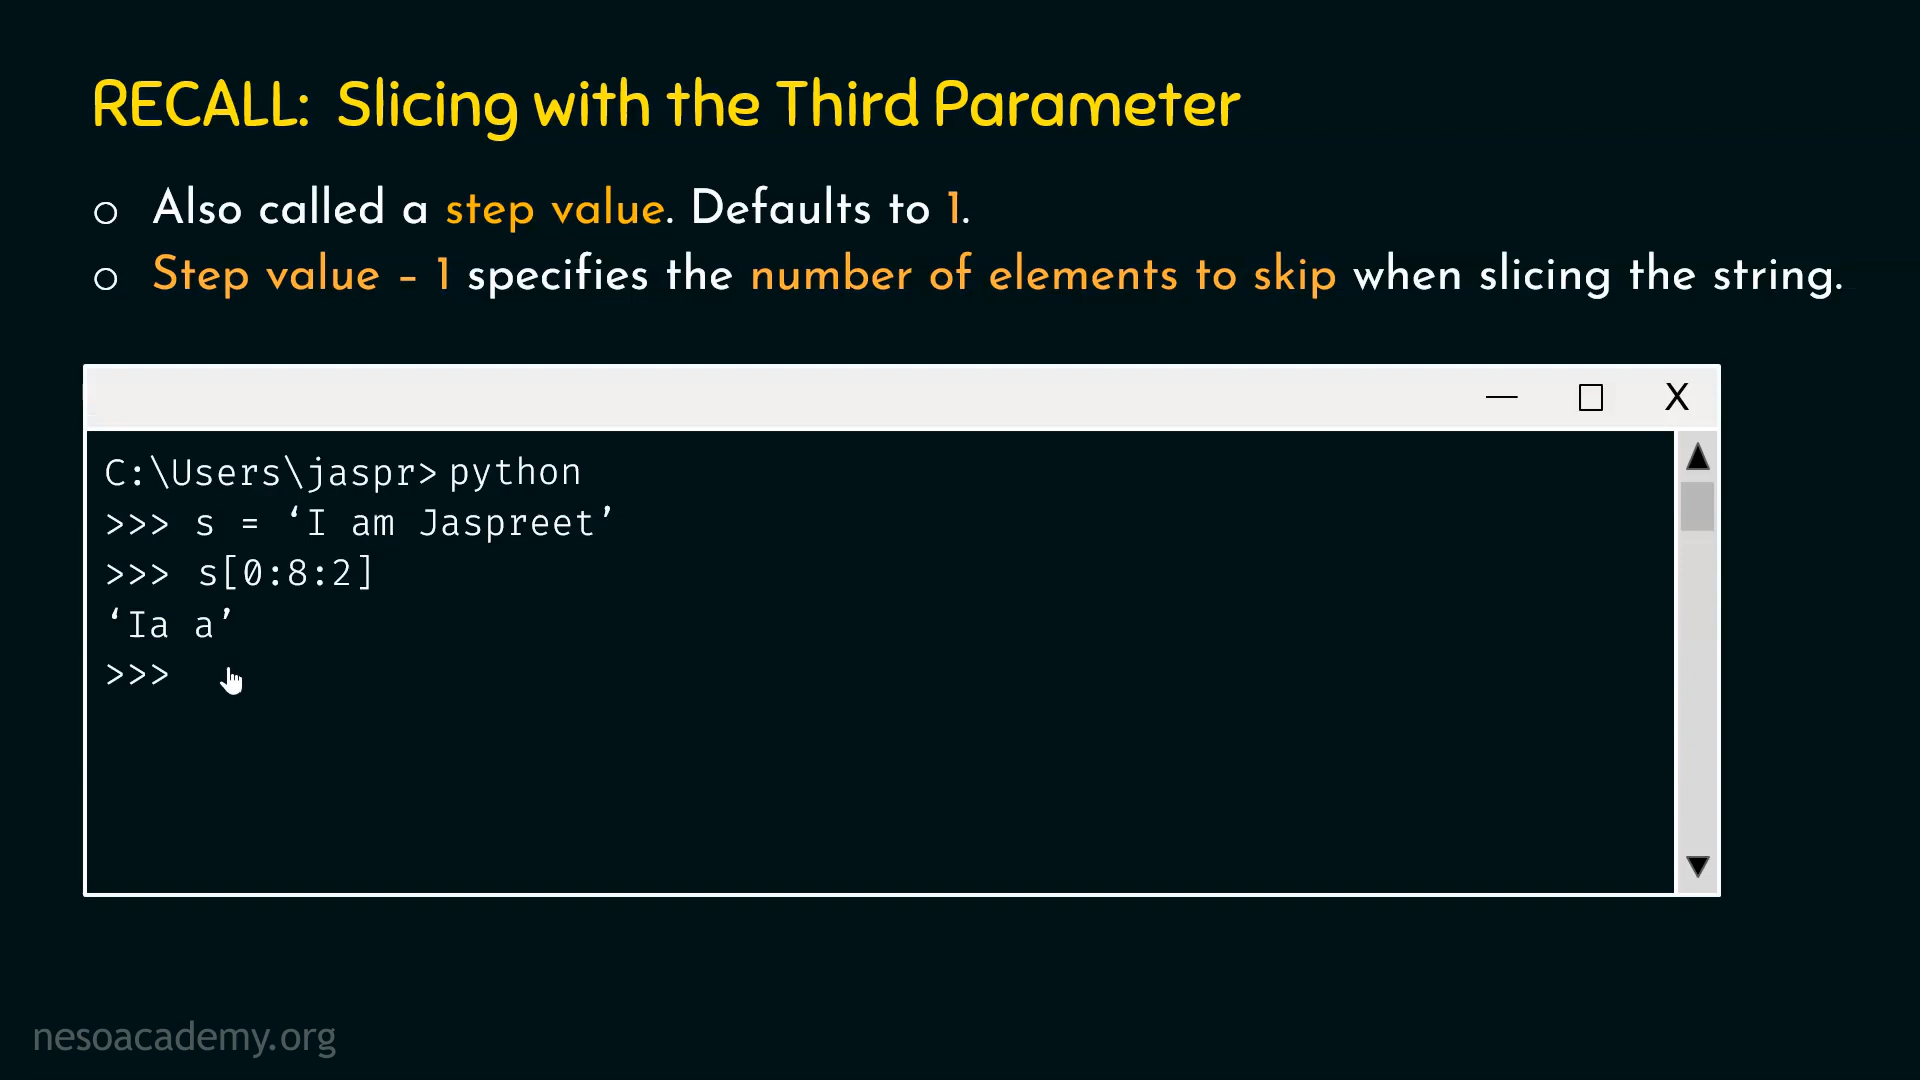 RECALL: Slicing with the Third Parameter
○ Also called a step value. Defaults to 1.
○ Step value – 1 specifies the number of elements to skip when slicing the string.
X
C:\Users\jaspr> python
>>> s = ‘I am Jaspreet’
>>> s[0:8:2]
‘Ia a’
>>>
nesoacademy.org